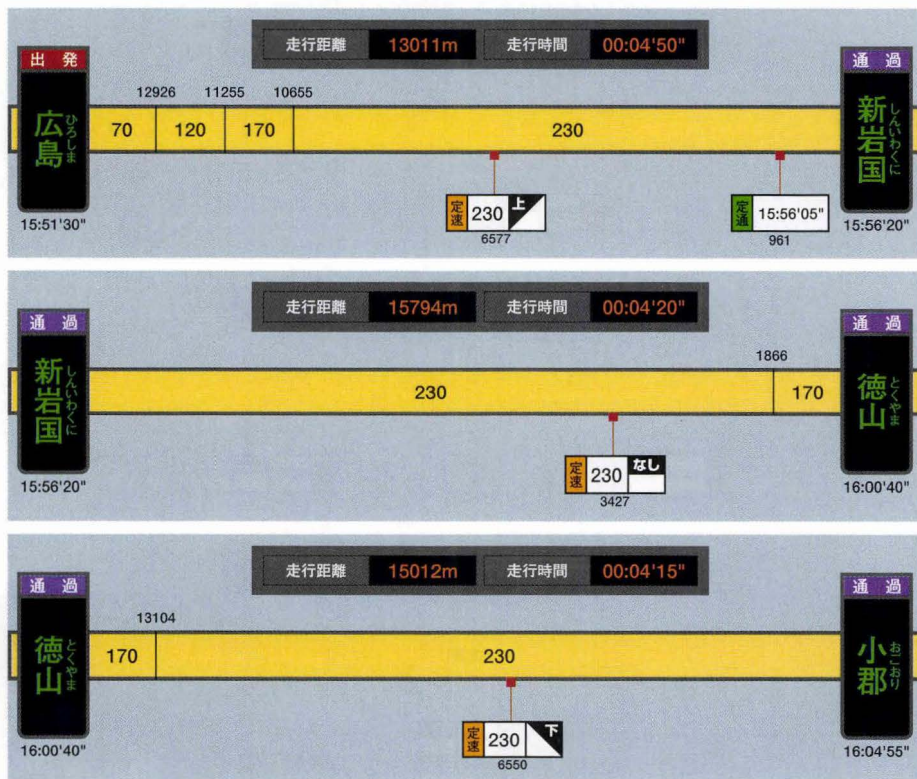 走行距離 13011m 走行時間 00:04'50"
出発
通過
広島
ひろしま
新岩国
しんいわくに
12926 11255 10655
70 120 170 230
定速 230 上
6577
定通 15:56'05"
961
15:51'30"
15:56'20"
走行距離 15794m 走行時間 00:04'20"
通過
通過
新岩国
しんいわくに
徳山
とくやま
1866
230 170
定速 230 なし
3427
15:56'20"
16:00'40"
走行距離 15012m 走行時間 00:04'15"
通過
通過
徳山
とくやま
小郡
おごおり
13104
170 230
定速 230 下
6550
16:00'40"
16:04'55"